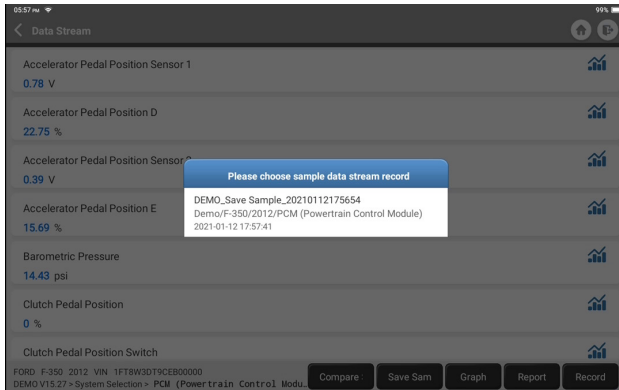 05:57 PM
99%
Data Stream
Accelerator Pedal Position Sensor 1
0.78 V
Accelerator Pedal Position D
22.75 %
Accelerator Pedal Position Sensor 2
0.39 V
Please choose sample data stream record
DEMO_Save Sample_20210112175654
Demo/F-350/2012/PCM (Powertrain Control Module)
2021-01-12 17:57:41
Accelerator Pedal Position E
15.69 %
Barometric Pressure
14.43 psi
Clutch Pedal Position
0 %
Clutch Pedal Position Switch
FORD F-350 2012 VIN 1FT8W3DT9CEB00000
DEMO V15.27 > System Selection > PCM (Powertrain Control Modu...
Compare
Save Sam
Graph
Report
Record